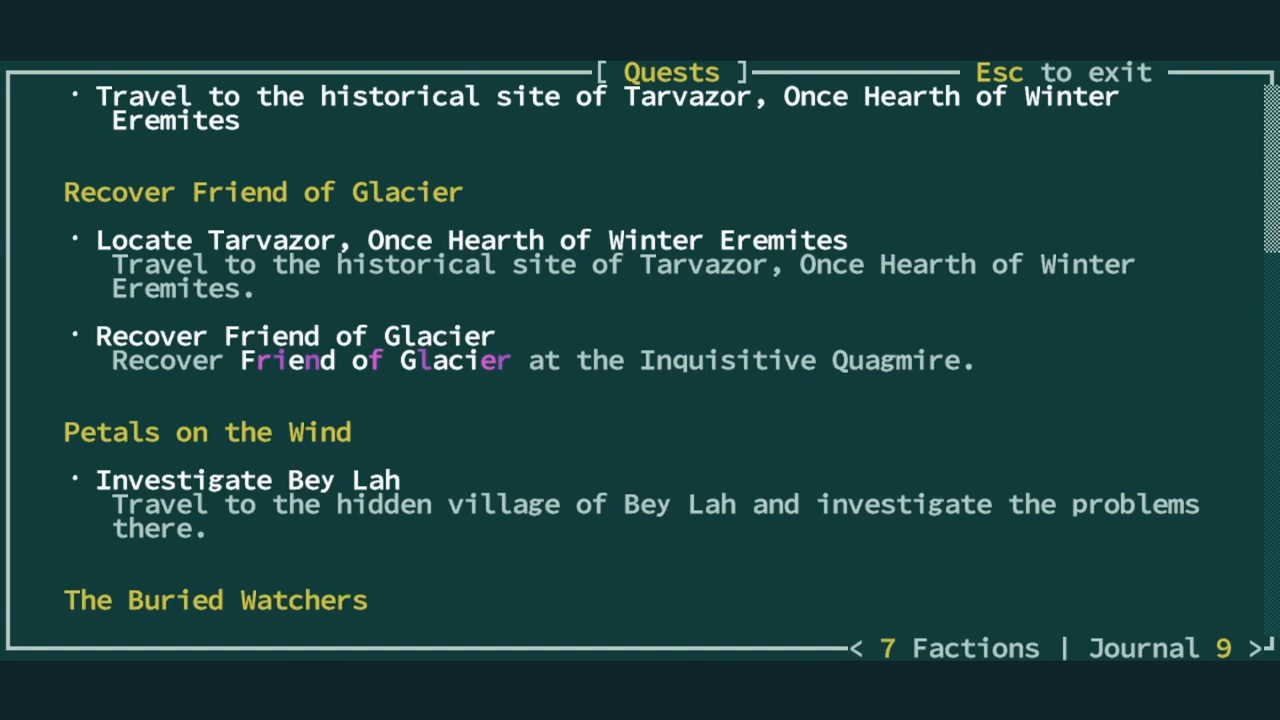 [ Quests ] Esc to exit
· Travel to the historical site of Tarvazor, Once Hearth of Winter
Eremites
Recover Friend of Glacier
· Locate Tarvazor, Once Hearth of Winter Eremites
Travel to the historical site of Tarvazor, Once Hearth of Winter
Eremites.
· Recover Friend of Glacier
Recover Friend of Glacier at the Inquisitive Quagmire.
Petals on the Wind
· Investigate Bey Lah
Travel to the hidden village of Bey Lah and investigate the problems
there.
The Buried Watchers
< 7 Factions | Journal 9 >